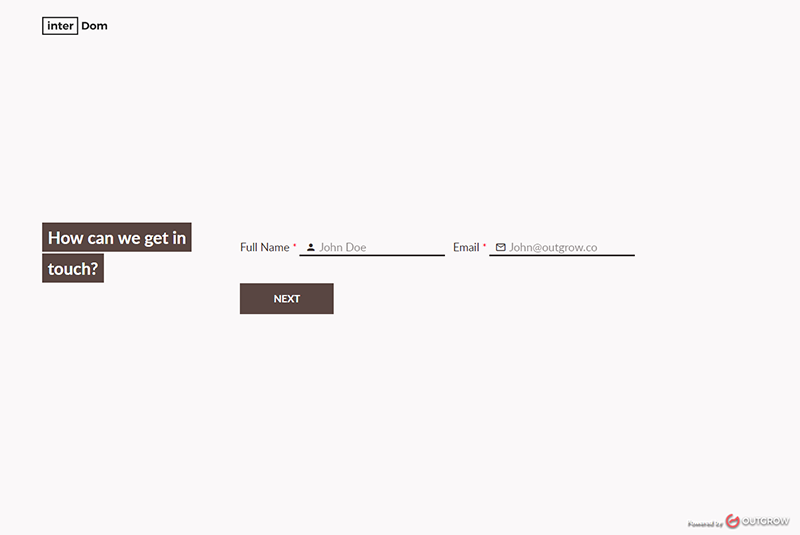 inter Dom
How can we get in
touch?
Full Name * John Doe Email * John@outgrow.co
NEXT
Powered by OUTGROW